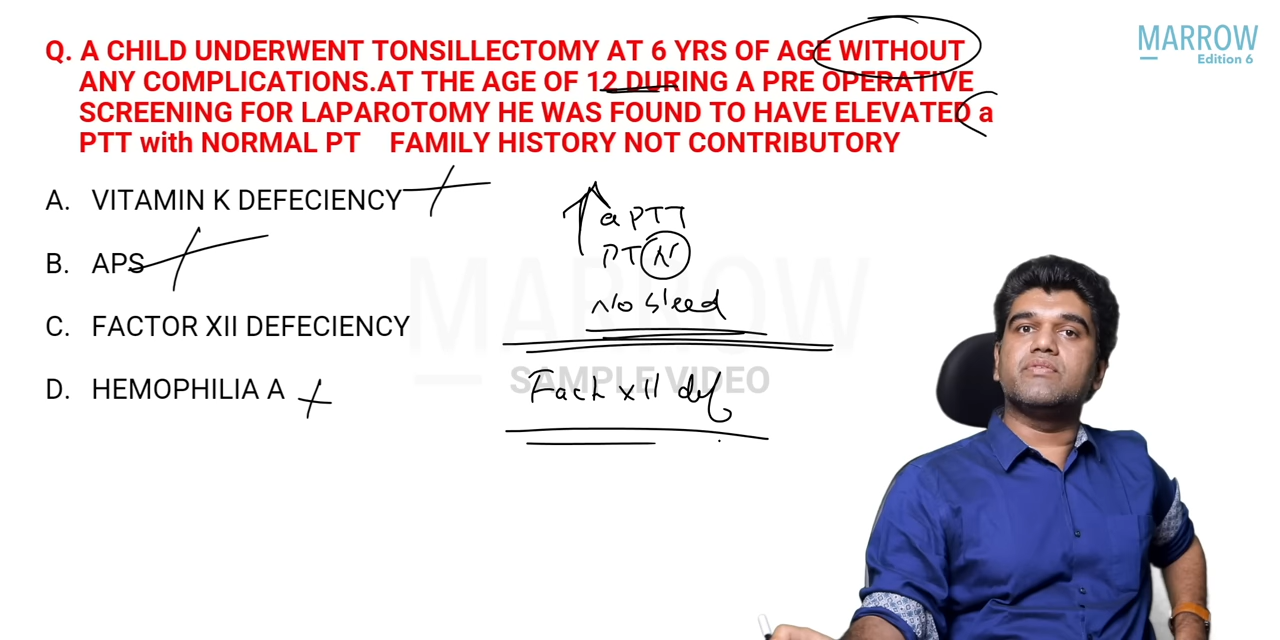 MARROW
Edition 6
Q. A CHILD UNDERWENT TONSILLECTOMY AT 6 YRS OF AGE WITHOUT
ANY COMPLICATIONS.AT THE AGE OF 12 DURING A PRE OPERATIVE
SCREENING FOR LAPAROTOMY HE WAS FOUND TO HAVE ELEVATED a
PTT with NORMAL PT FAMILY HISTORY NOT CONTRIBUTORY
A. VITAMIN K DEFECIENCY
B. APS
C. FACTOR XII DEFECIENCY
D. HEMOPHILIA A
a PTT
PT N
No bleed
Fact XII def
MARROW
SAMPLE VIDEO